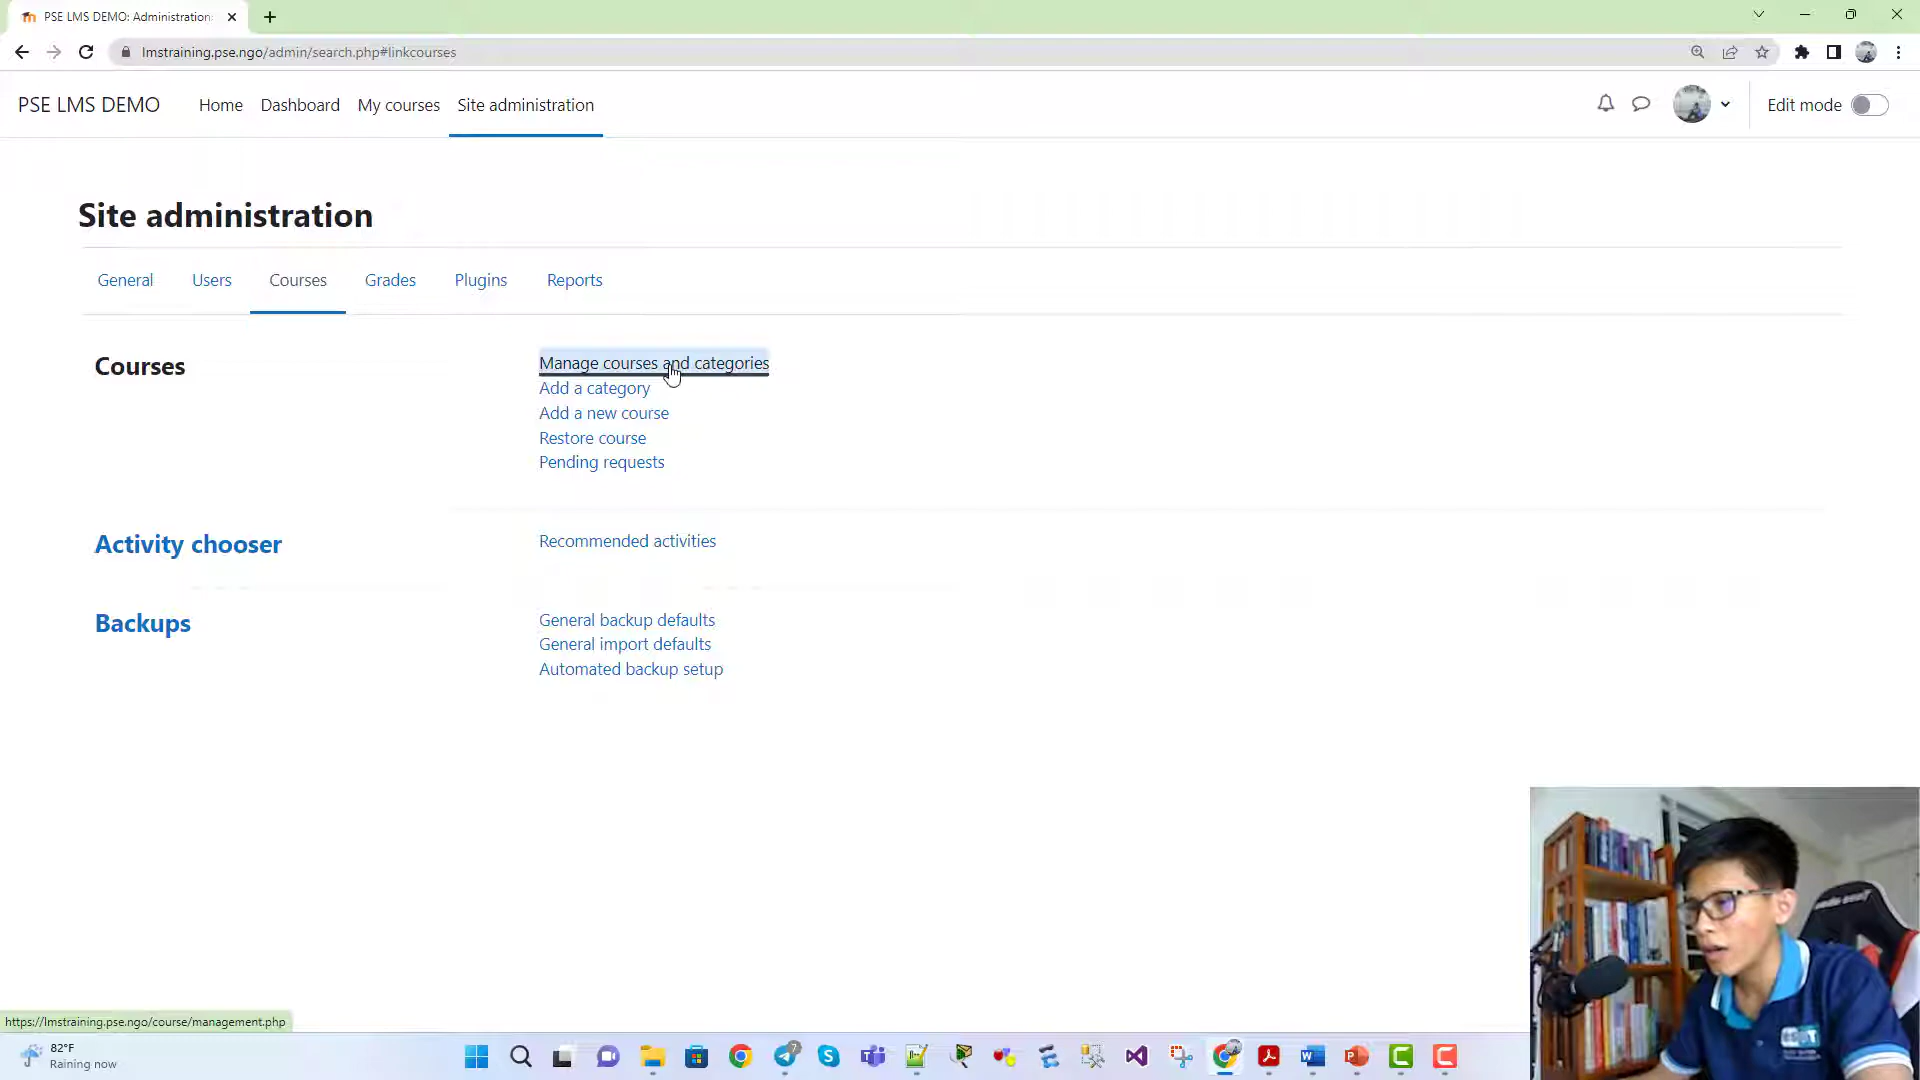 PSE LMS DEMO: Administration:
lmstraining.pse.ngo/admin/search.php#linkcourses
PSE LMS DEMO Home Dashboard My courses Site administration Edit mode
Site administration
General Users Courses Grades Plugins Reports
Courses
Manage courses and categories
Add a category
Add a new course
Restore course
Pending requests
Activity chooser
Recommended activities
Backups
General backup defaults
General import defaults
Automated backup setup
https://lmstraining.pse.ngo/course/management.php
82°F
Raining now
7